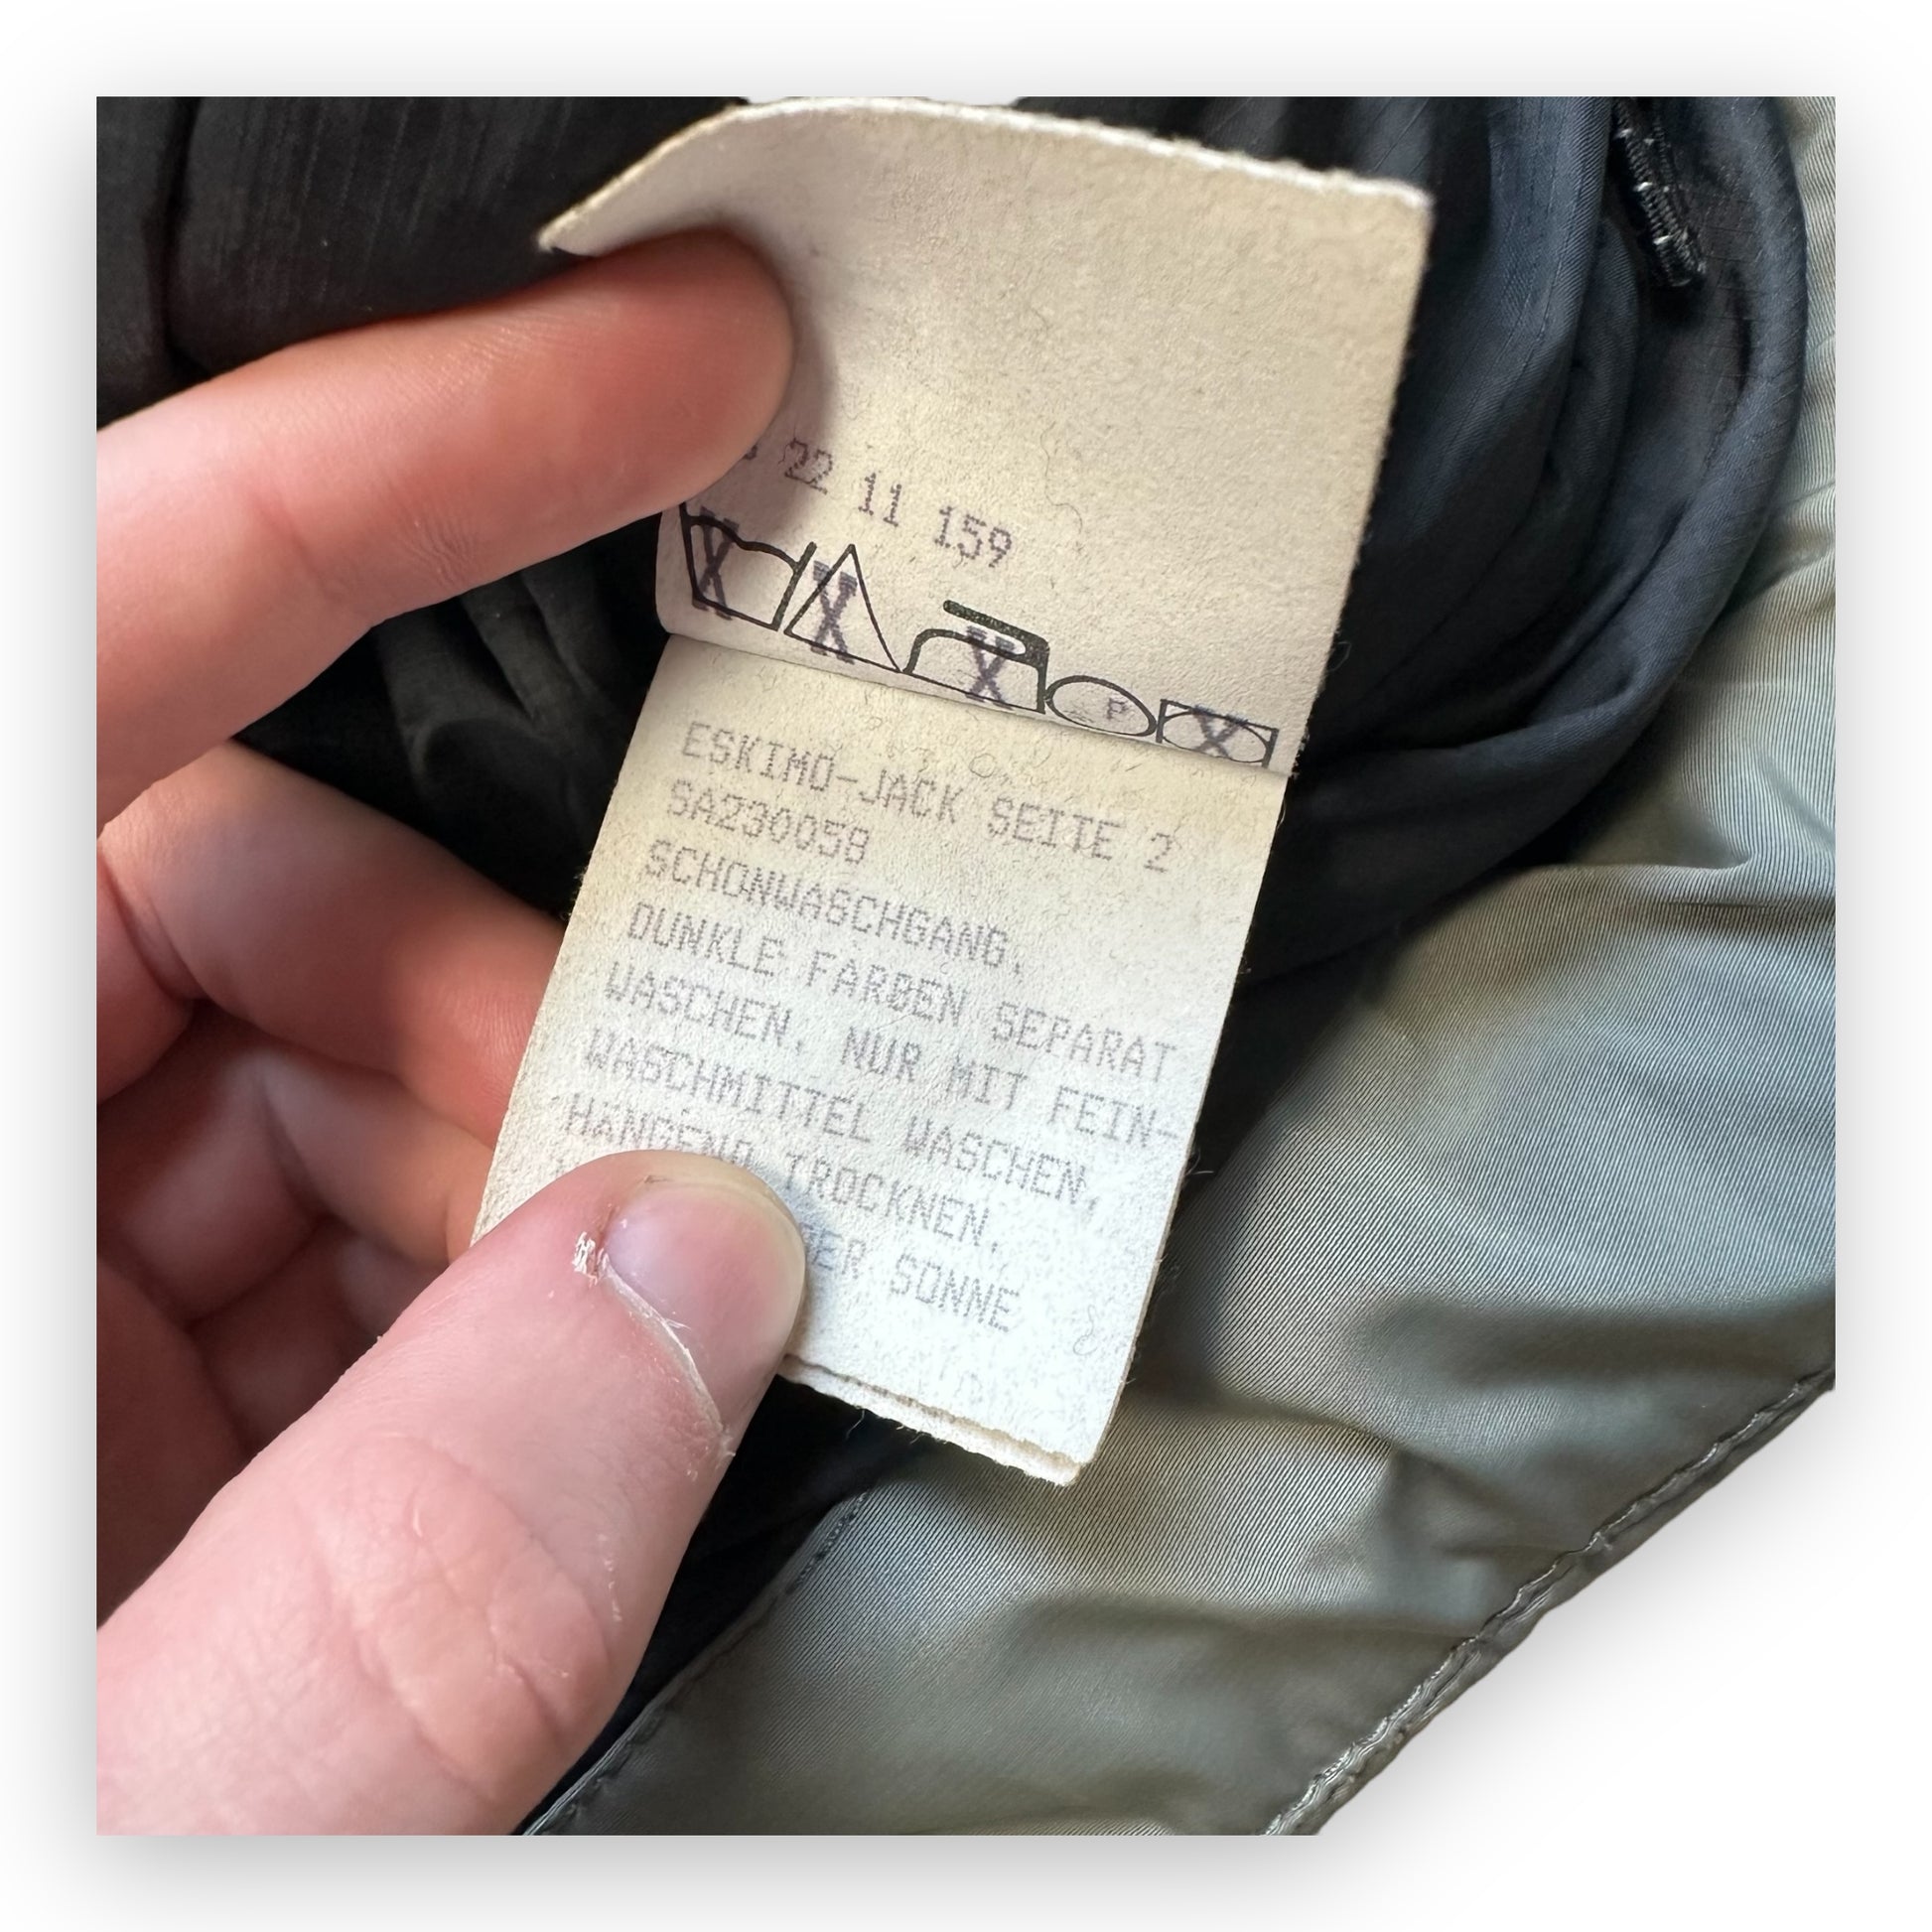 22 11 159
X X X P X
ESKIMO-JACK SEITE 2
SA230058
SCHONWASCHGANG,
DUNKLE FARBEN SEPARAT
WASCHEN, NUR MIT FEIN-
WASCHMITTEL WASCHEN,
HÄNGEND TROCKNEN,
SONNE